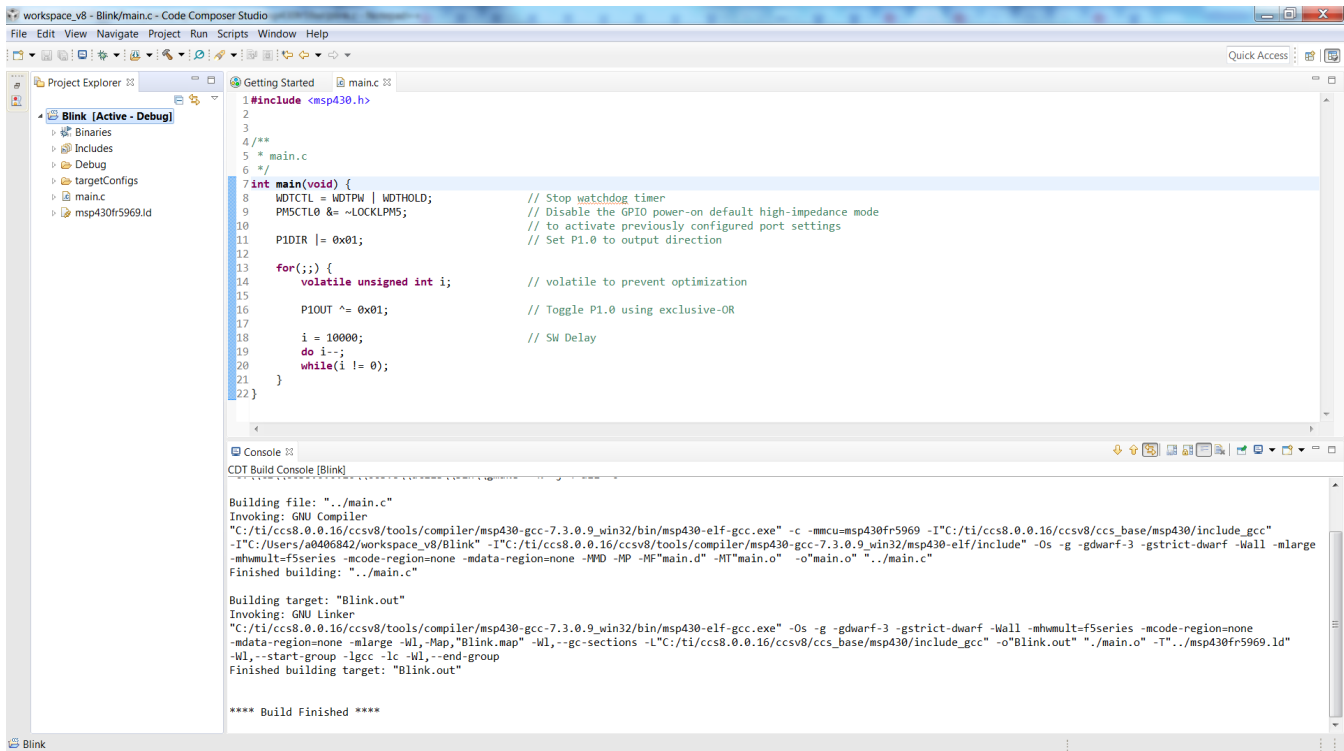 workspace_v8 - Blink/main.c - Code Composer Studio
File Edit View Navigate Project Run Scripts Window Help
Quick Access
Project Explorer
Getting Started
main.c
Blink [Active - Debug]
Binaries
Includes
Debug
targetConfigs
main.c
msp430fr5969.ld
1 #include <msp430.h>
2
3
4 /**
5  * main.c
6  */
7 int main(void) {
8     WDTCTL = WDTPW | WDTHOLD;               // Stop watchdog timer
9     PM5CTL0 &= ~LOCKLPM5;                   // Disable the GPIO power-on default high-impedance mode
10                                            // to activate previously configured port settings
11    P1DIR |= 0x01;                          // Set P1.0 to output direction
12
13    for(;;) {
14        volatile unsigned int i;            // volatile to prevent optimization
15
16        P1OUT ^= 0x01;                      // Toggle P1.0 using exclusive-OR
17
18        i = 10000;                          // SW Delay
19        do i--;
20        while(i != 0);
21    }
22 }
Console
CDT Build Console [Blink]
Building file: "../main.c"
Invoking: GNU Compiler
"C:/ti/ccs8.0.0.16/ccsv8/tools/compiler/msp430-gcc-7.3.0.9_win32/bin/msp430-elf-gcc.exe" -c -mmcu=msp430fr5969 -I"C:/ti/ccs8.0.0.16/ccsv8/ccs_base/msp430/include_gcc"
-I"C:/Users/a0406842/workspace_v8/Blink" -I"C:/ti/ccs8.0.0.16/ccsv8/tools/compiler/msp430-gcc-7.3.0.9_win32/msp430-elf/include" -Os -g -gdwarf-3 -gstrict-dwarf -Wall -mlarge
-mhwmult=f5series -mcode-region=none -mdata-region=none -MMD -MP -MF"main.d" -MT"main.o"  -o"main.o" "../main.c"
Finished building: "../main.c"
Building target: "Blink.out"
Invoking: GNU Linker
"C:/ti/ccs8.0.0.16/ccsv8/tools/compiler/msp430-gcc-7.3.0.9_win32/bin/msp430-elf-gcc.exe" -Os -g -gdwarf-3 -gstrict-dwarf -Wall -mhwmult=f5series -mcode-region=none
-mdata-region=none -mlarge -Wl,-Map,"Blink.map" -Wl,--gc-sections -L"C:/ti/ccs8.0.0.16/ccsv8/ccs_base/msp430/include_gcc" -o"Blink.out" "./main.o" -T"../msp430fr5969.ld"
-Wl,--start-group -lgcc -lc -Wl,--end-group
Finished building target: "Blink.out"
**** Build Finished ****
Blink